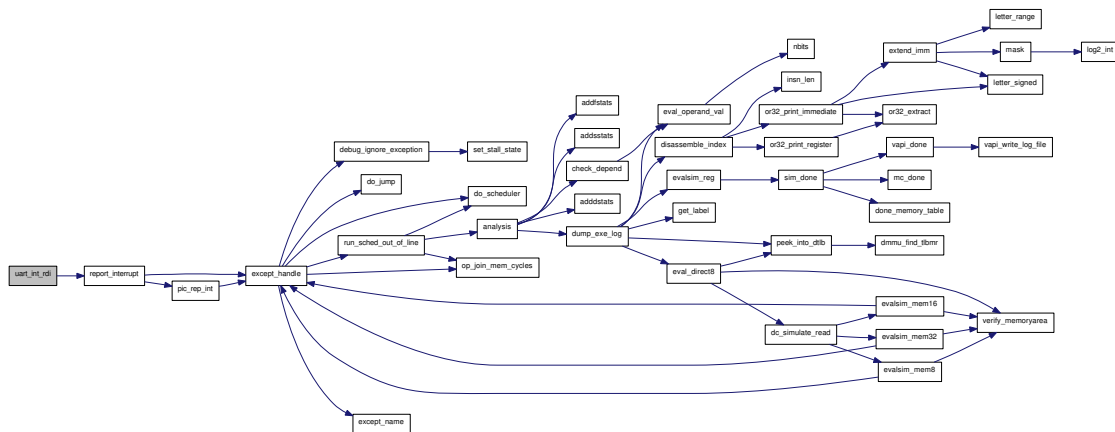 letter_range
nbits
extend_imm
mask
log2_int
insn_len
letter_signed
addlstats
eval_operand_val
or32_print_immediate
or32_extract
addsstats
debug_ignore_exception
set_stall_state
disassemble_index
or32_print_register
vapi_done
vapi_write_log_file
check_depend
do_jump
evalsim_reg
sim_done
mc_done
do_scheduler
adddstats
get_label
done_memory_table
analysis
dump_exe_log
run_sched_out_of_line
peek_into_dtlb
dmmu_find_tlbmr
op_join_mem_cycles
uart_int_rdi
report_interrupt
except_handle
eval_direct8
pic_rep_int
evalsim_mem16
verify_memoryarea
dc_simulate_read
evalsim_mem32
evalsim_mem8
except_name